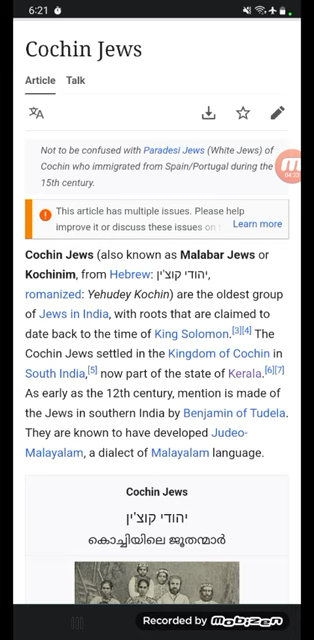 6:21
Cochin Jews
Article Talk
Not to be confused with Paradesi Jews (White Jews) of
Cochin who immigrated from Spain/Portugal during the
15th century.
This article has multiple issues. Please help
improve it or discuss these issues on
Learn more
Cochin Jews (also known as Malabar Jews or
Kochinim, from Hebrew: יהודי קוצ'ין,
romanized: Yehudey Kochin) are the oldest group
of Jews in India, with roots that are claimed to
date back to the time of King Solomon.[3][4] The
Cochin Jews settled in the Kingdom of Cochin in
South India,[5] now part of the state of Kerala.[6][7]
As early as the 12th century, mention is made of
the Jews in southern India by Benjamin of Tudela.
They are known to have developed Judeo-
Malayalam, a dialect of Malayalam language.
Cochin Jews
יהודי קוצ'ין
കൊച്ചിയിലെ ജൂതന്മാർ
Recorded by mobizen